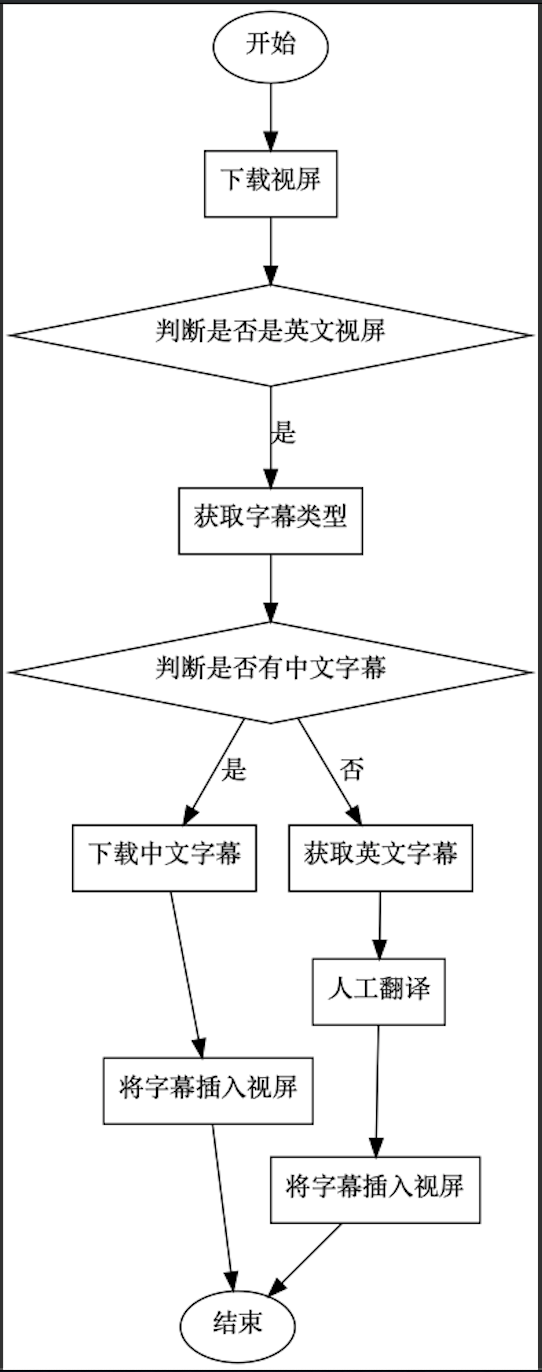 开始
下载视屏
判断是否是英文视屏
是
获取字幕类型
判断是否有中文字幕
是
否
下载中文字幕
获取英文字幕
人工翻译
将字幕插入视屏
将字幕插入视屏
结束